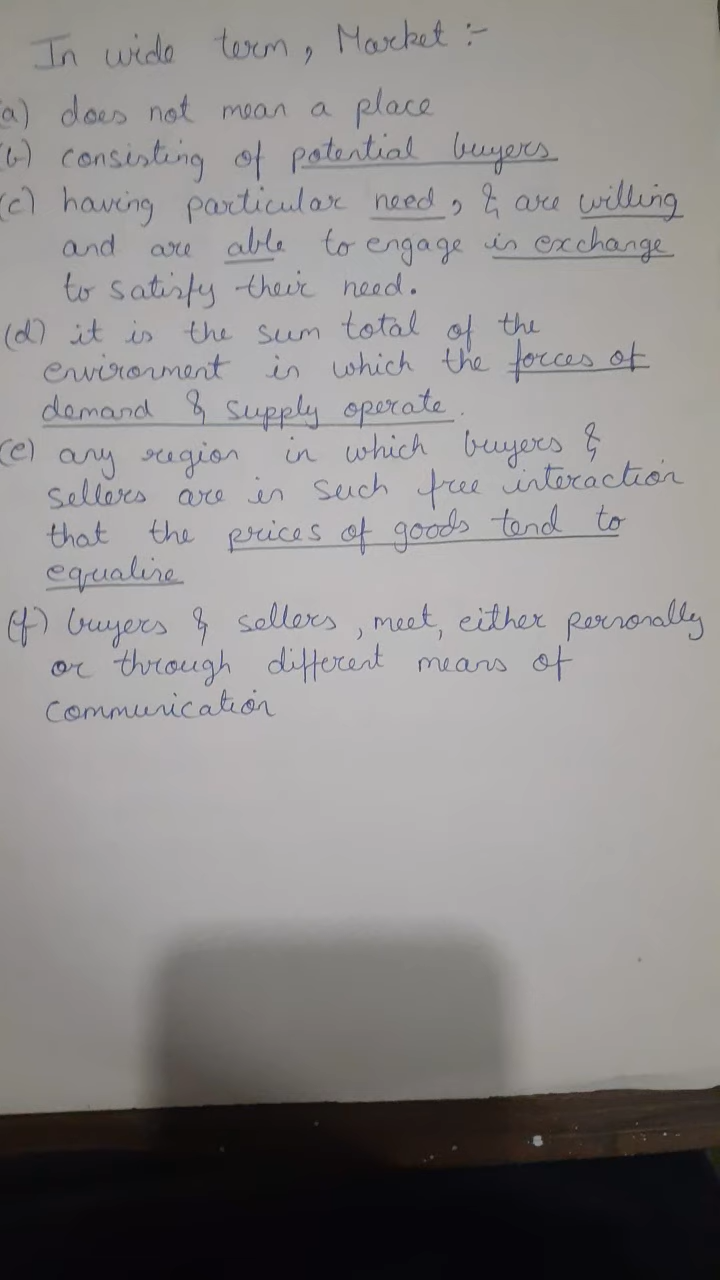 In wide term, Market :-
(a) does not mean a place
(b) consisting of potential buyers
(c) having particular need, & are willing
and are able to engage in exchange
to satisfy their need.
(d) it is the sum total of the
environment in which the forces of
demand & supply operate.
(e) any region in which buyers &
sellers are in such free interaction
that the prices of goods tend to
equalise
(f) buyers & sellers, meet, either personally
or through different means of
communication